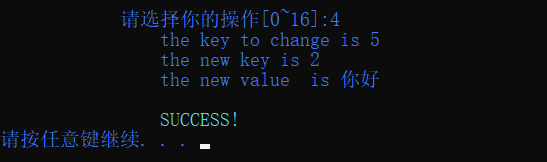 请选择你的操作[0~16]:4
the key to change is 5
the new key is 2
the new value  is 你好
SUCCESS!
请按任意键继续. . .